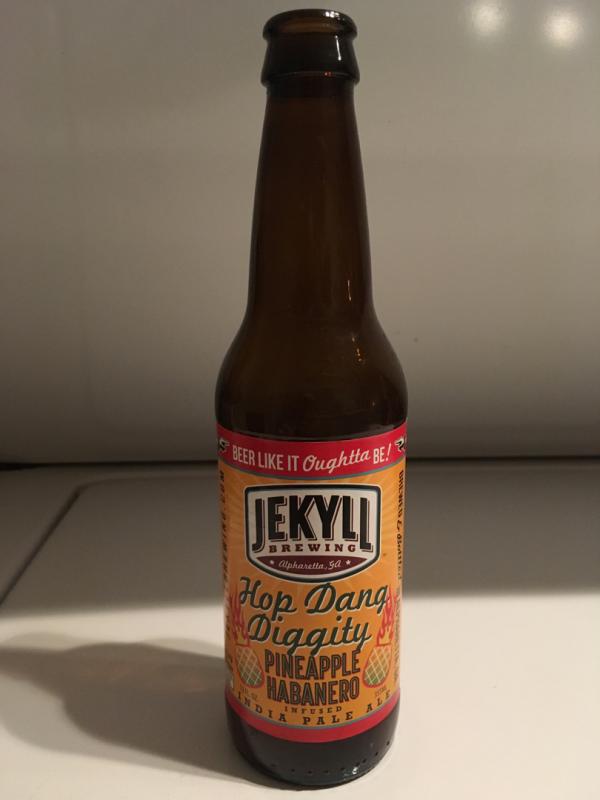 BEER LIKE IT Oughtta BE!
JEKYLL
BREWING
Alpharetta, GA
Hop Dang
Diggity
PINEAPPLE
HABANERO
INFUSED
INDIA PALE ALE